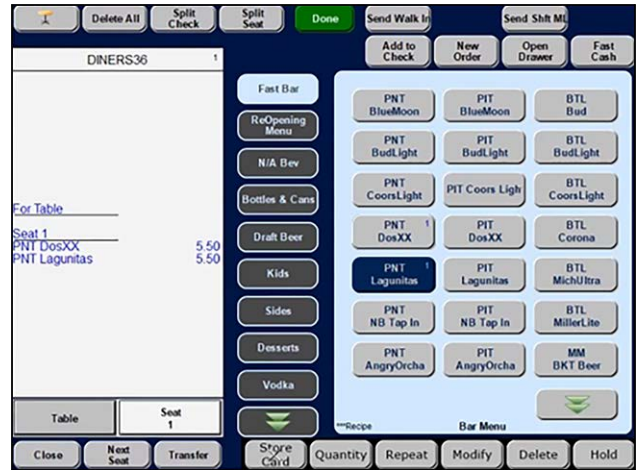 Delete All
Split
Check
Split
Seat
Done
Send Walk In
Send Shft ML
Add to
Check
New
Order
Open
Drawer
Fast
Cash
DINERS36 1
For Table
Seat 1
PNT DosXX 5.50
PNT Lagunitas 5.50
Table
Seat
1
Close
Next
Seat
Transfer
Fast Bar
ReOpening
Menu
N/A Bev
Bottles & Cans
Draft Beer
Kids
Sides
Desserts
Vodka
PNT
BlueMoon
PIT
BlueMoon
BTL
Bud
PNT
BudLight
PIT
BudLight
BTL
BudLight
PNT
CoorsLight
PIT Coors Ligh
BTL
CoorsLight
PNT 1
DosXX
PIT
DosXX
BTL
Corona
PNT 1
Lagunitas
PIT
Lagunitas
BTL
MichUltra
PNT
NB Tap In
PIT
NB Tap In
BTL
MillerLite
PNT
AngryOrcha
PIT
AngryOrcha
MM
BKT Beer
***Recipe
Bar Menu
Store
Card
Quantity
Repeat
Modify
Delete
Hold